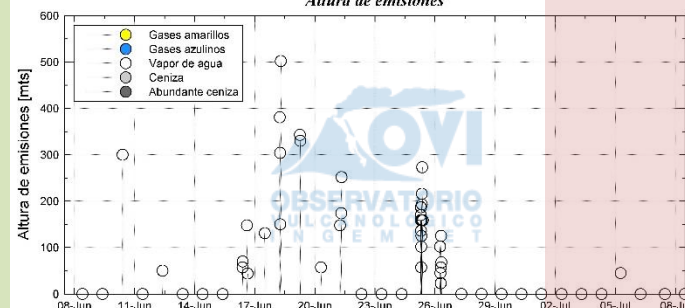 Altura de emisiones
Altura de emisiones [mts]
600
500
400
300
200
100
0
Gases amarillos
Gases azulinos
Vapor de agua
Ceniza
Abundante ceniza
OVI
OBSERVATORIO
VULCANOLOGICO
INGEMMET
08-Jun 11-Jun 14-Jun 17-Jun 20-Jun 23-Jun 26-Jun 29-Jun 02-Jul 05-Jul